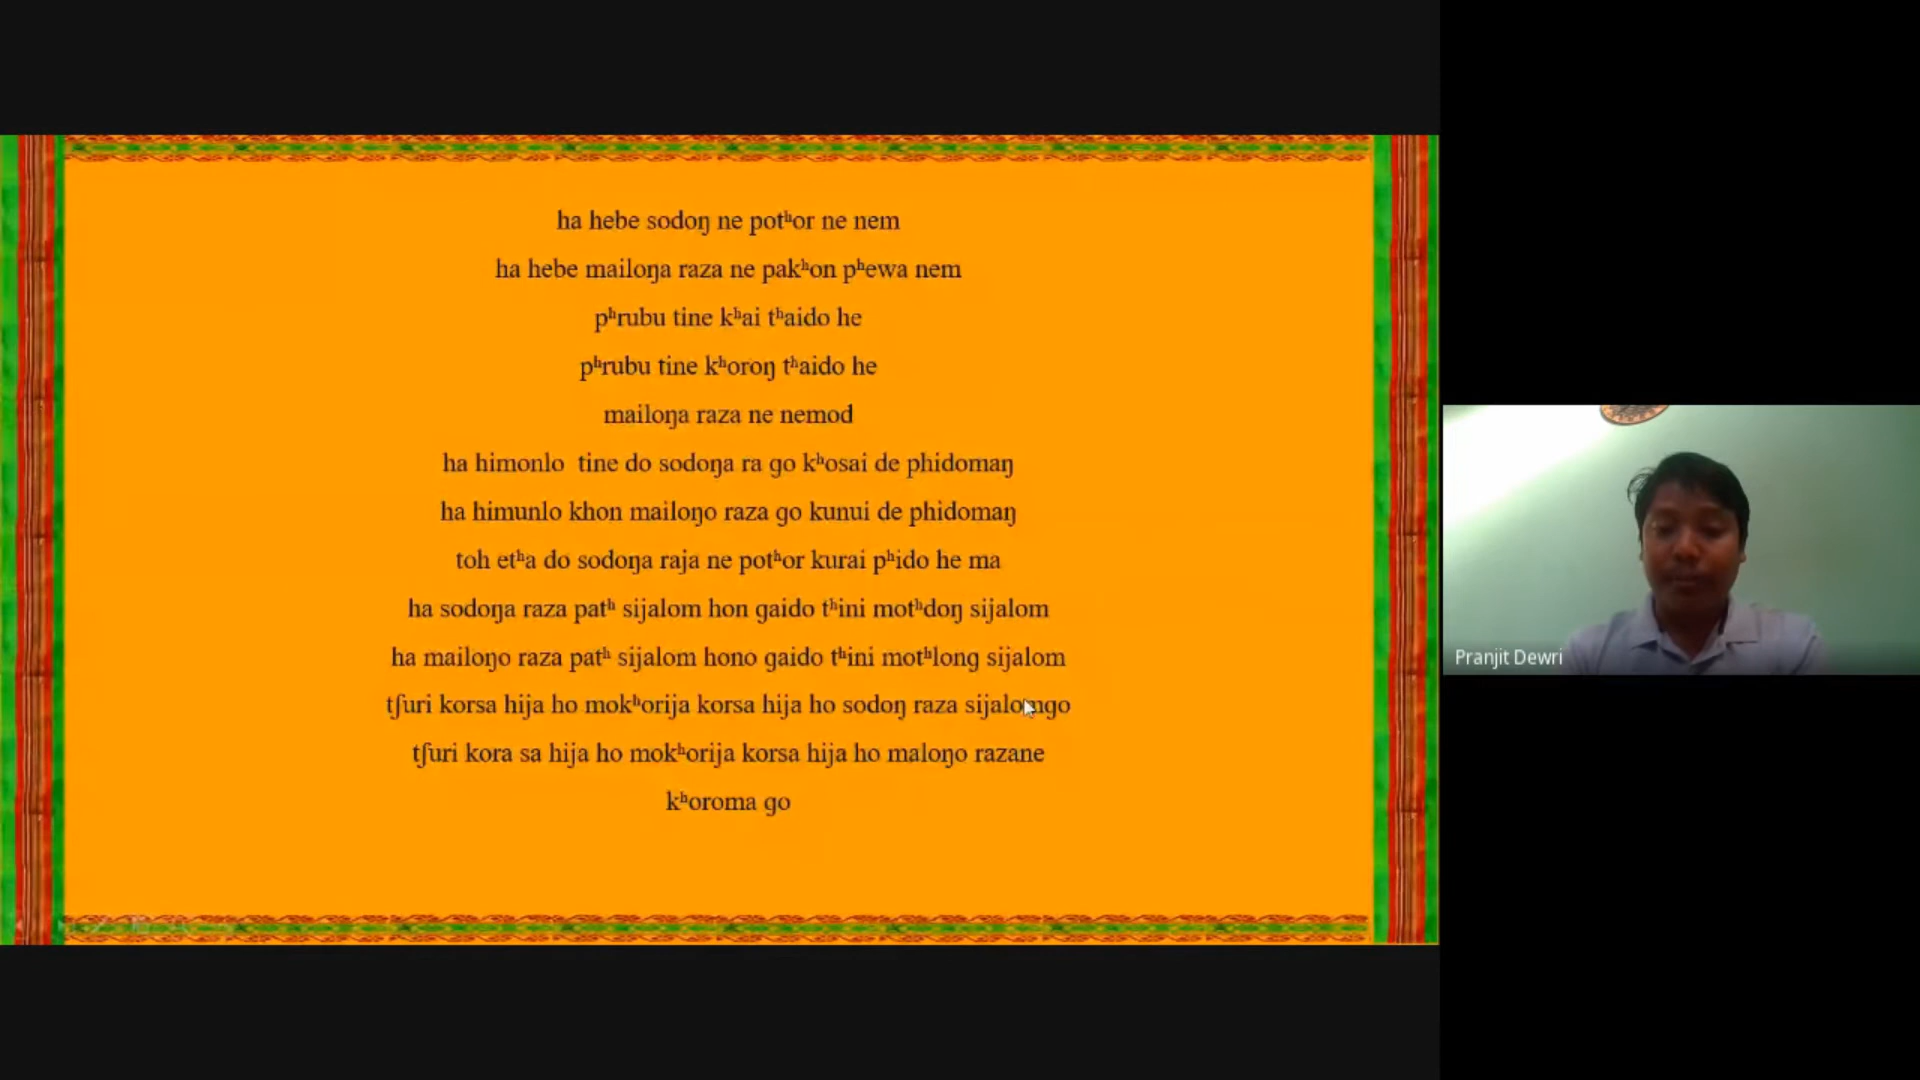 ha hebe sodoŋ ne potʰor ne nem
ha hebe mailoŋa raza ne pakʰon pʰewa nem
pʰrubu tine kʰai tʰaido he
pʰrubu tine kʰoroŋ tʰaido he
mailoŋa raza ne nemod
ha himonlo  tine do sodoŋa ra go kʰosai de phidomaŋ
ha himunlo khon mailoŋo raza go kunui de phidomaŋ
toh etʰa do sodoŋa raja ne potʰor kurai pʰido he ma
ha sodoŋa raza patʰ sijalom hon gaido tʰini motʰdoŋ sijalom
ha mailoŋo raza patʰ sijalom hono gaido tʰini motʰlong sijalom
tʃuri korsa hija ho mokʰorija korsa hija ho sodoŋ raza sijalomgo
tʃuri kora sa hija ho mokʰorija korsa hija ho maloŋo razane
kʰoroma go
Pranjit Dewri